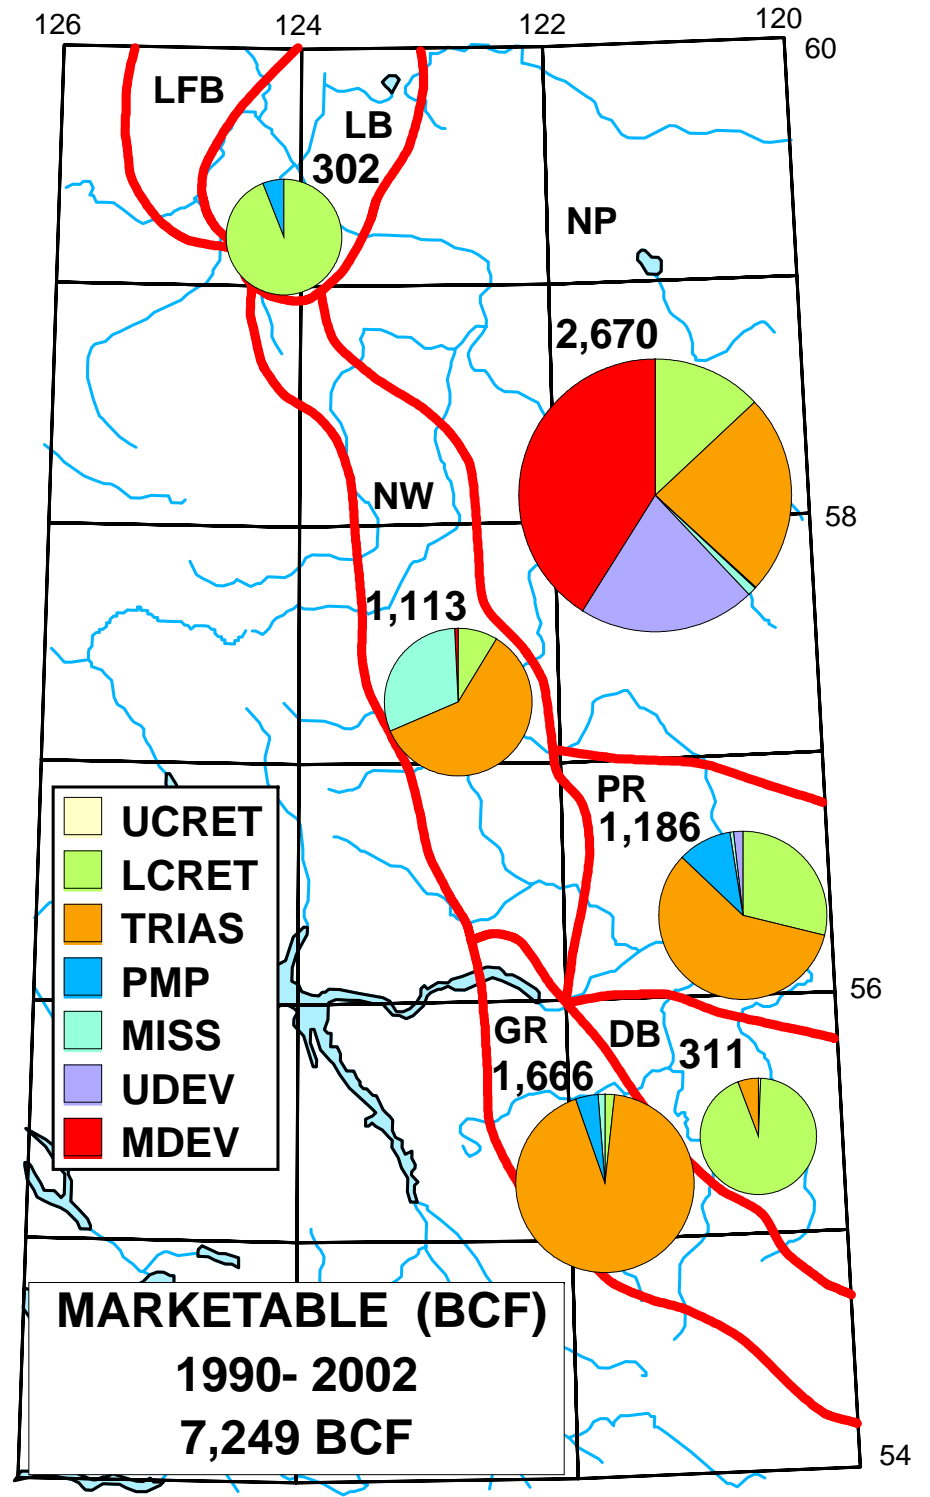 126 124 122 120
60
LFB
LB
302
NP
2,670
NW
58
1,113
PR
1,186
UCRET
LCRET
TRIAS
PMP
MISS
UDEV
MDEV
56
GR
DB
311
1,666
MARKETABLE (BCF)
1990- 2002
7,249 BCF
54